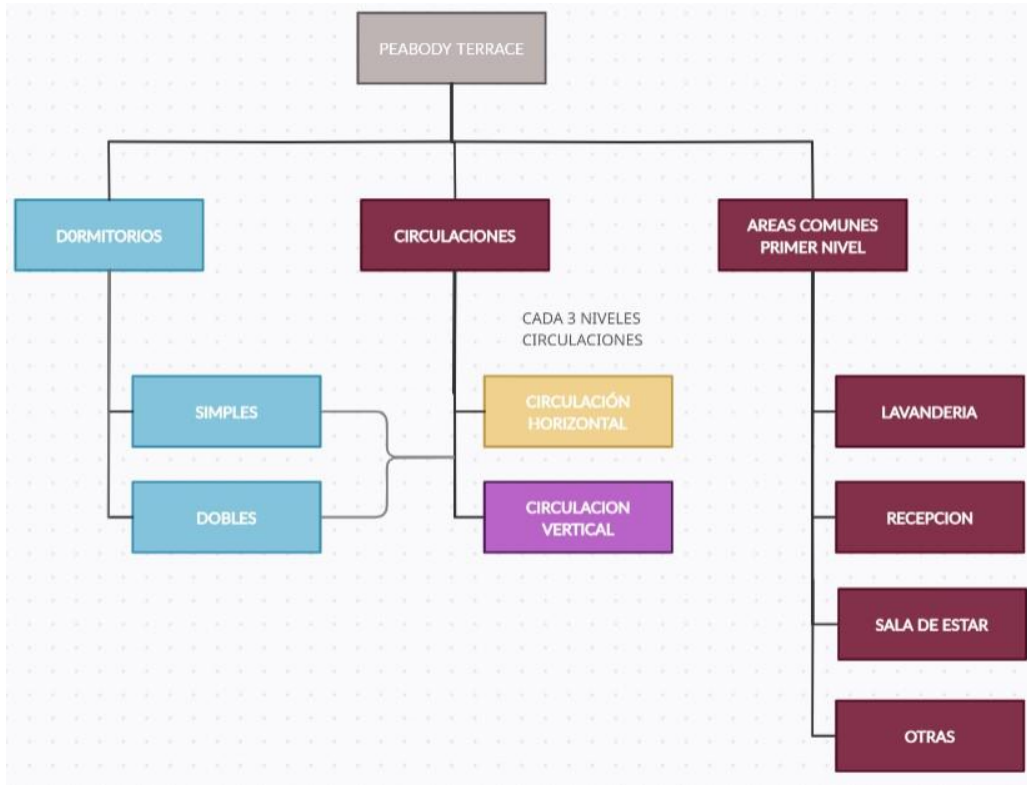 PEABODY TERRACE
D0RMITORIOS
CIRCULACIONES
AREAS COMUNES
PRIMER NIVEL
CADA 3 NIVELES
CIRCULACIONES
SIMPLES
CIRCULACIÓN
HORIZONTAL
LAVANDERIA
DOBLES
CIRCULACION
VERTICAL
RECEPCION
SALA DE ESTAR
OTRAS